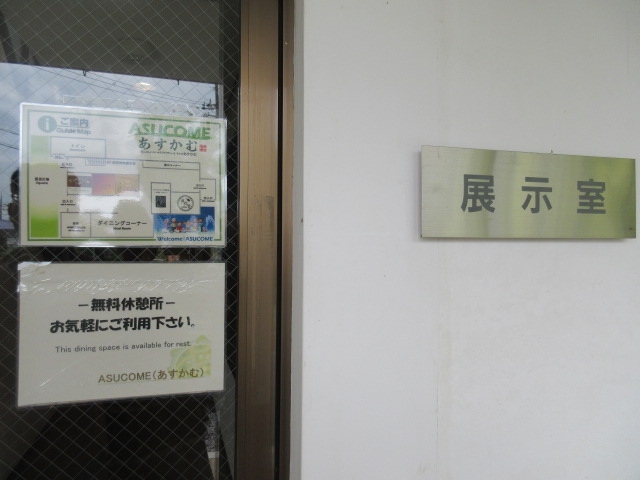 ご案内
Guide Map
ASUCOME
あすかむ
ダイニングコーナー
Welcome! ASUCOME
－無料休憩所－
お気軽にご利用下さい。
This dining space is available for rest.
ASUCOME(あすかむ)
展示室